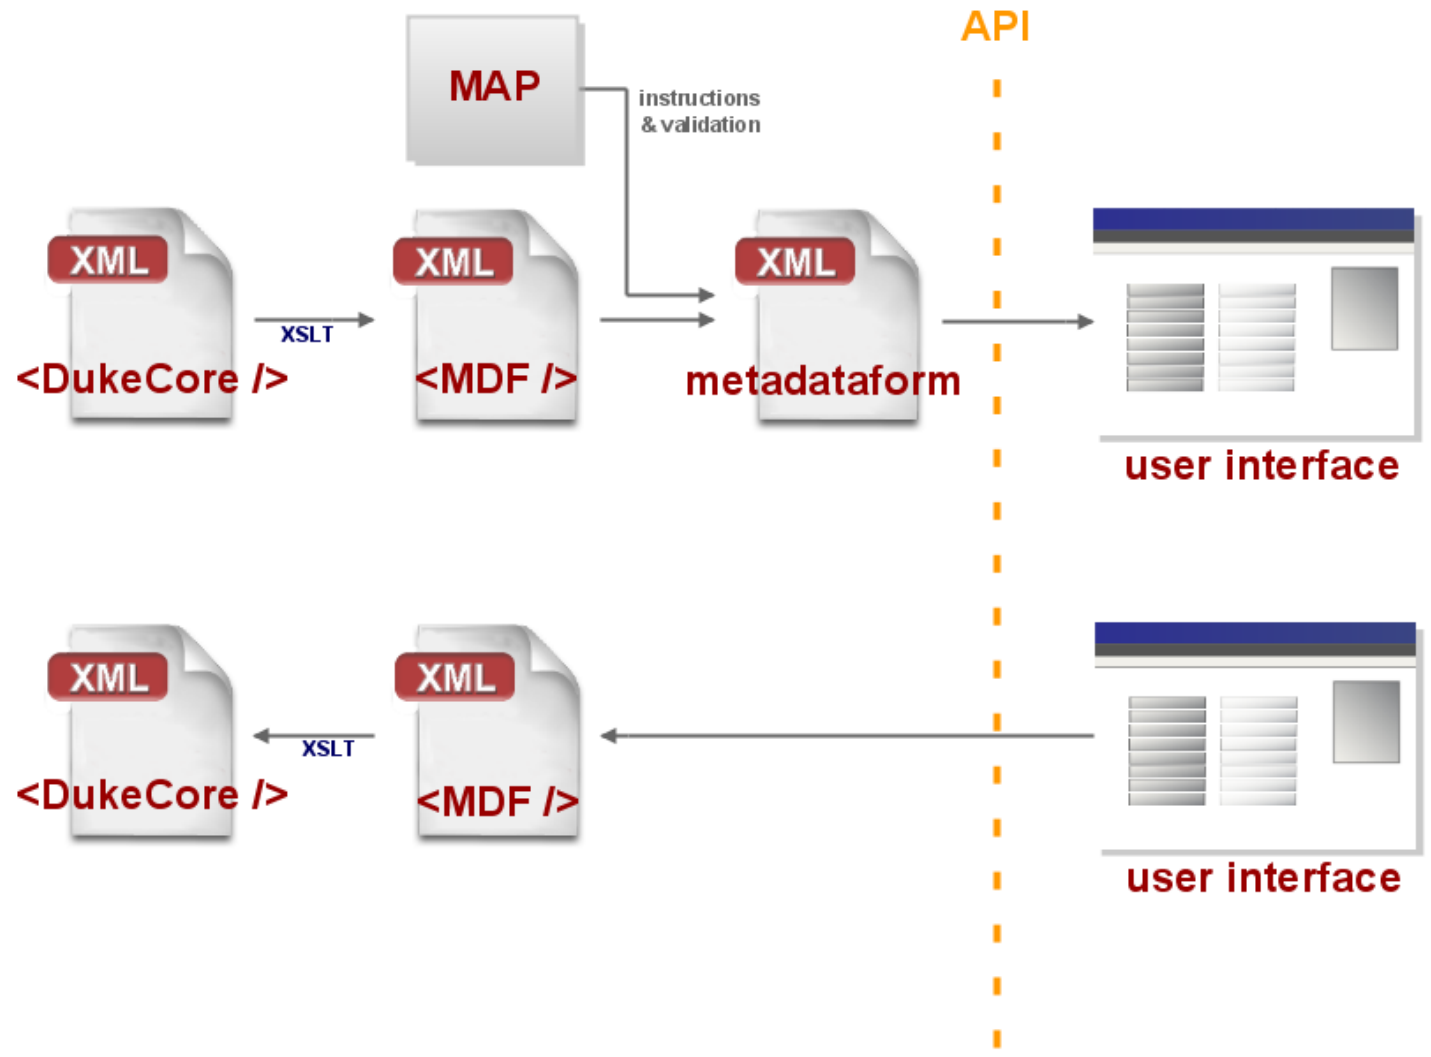 API
MAP
instructions
& validation
XML
XML
XML
XSLT
<DukeCore />
<MDF />
metadataform
user interface
XML
XML
XSLT
<DukeCore />
<MDF />
user interface